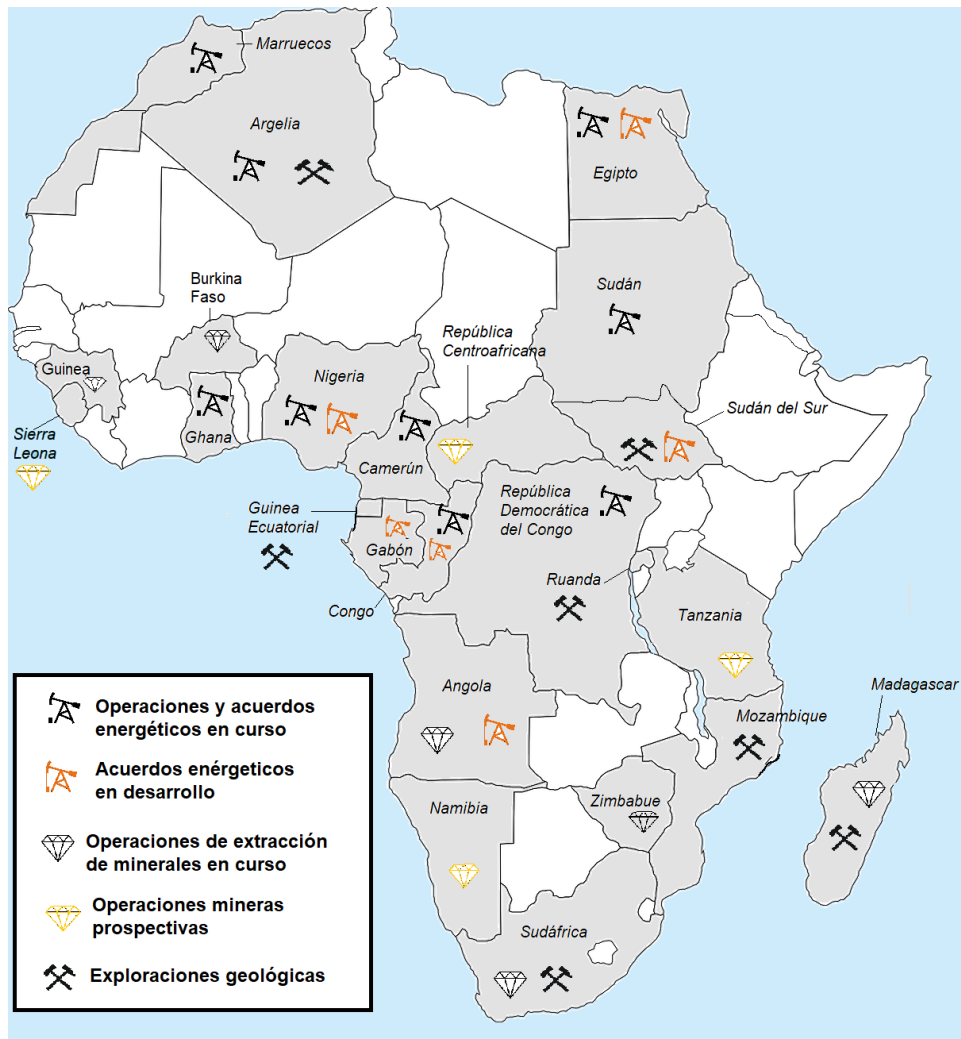 Marruecos
Argelia
Egipto
Sudán
Burkina
Faso
República
Centroafricana
Guinea
Nigeria
Sudán del Sur
Sierra
Leona
Ghana
Camerún
República
Democrática
del Congo
Guinea
Ecuatorial
Gabón
Ruanda
Congo
Tanzania
Angola
Madagascar
Mozambique
Namibia
Zimbabue
Sudáfrica
Operaciones y acuerdos
energéticos en curso
Acuerdos enérgeticos
en desarrollo
Operaciones de extracción
de minerales en curso
Operaciones mineras
prospectivas
Exploraciones geológicas